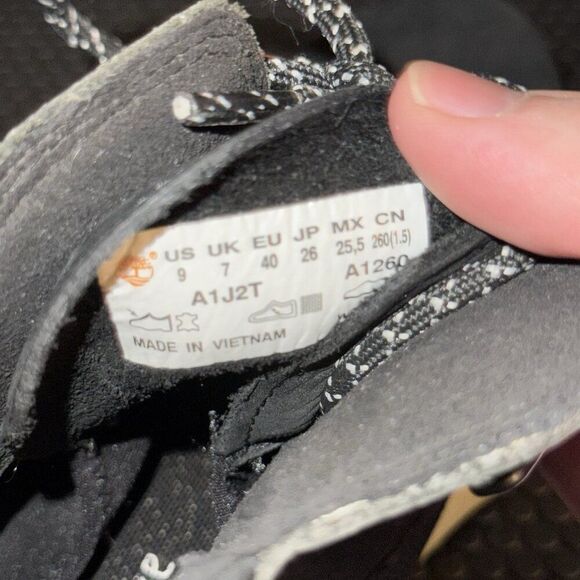 US UK EU JP MX CN
9 7 40 26 25,5 260(1.5)
A1J2T A1260
MADE IN VIETNAM